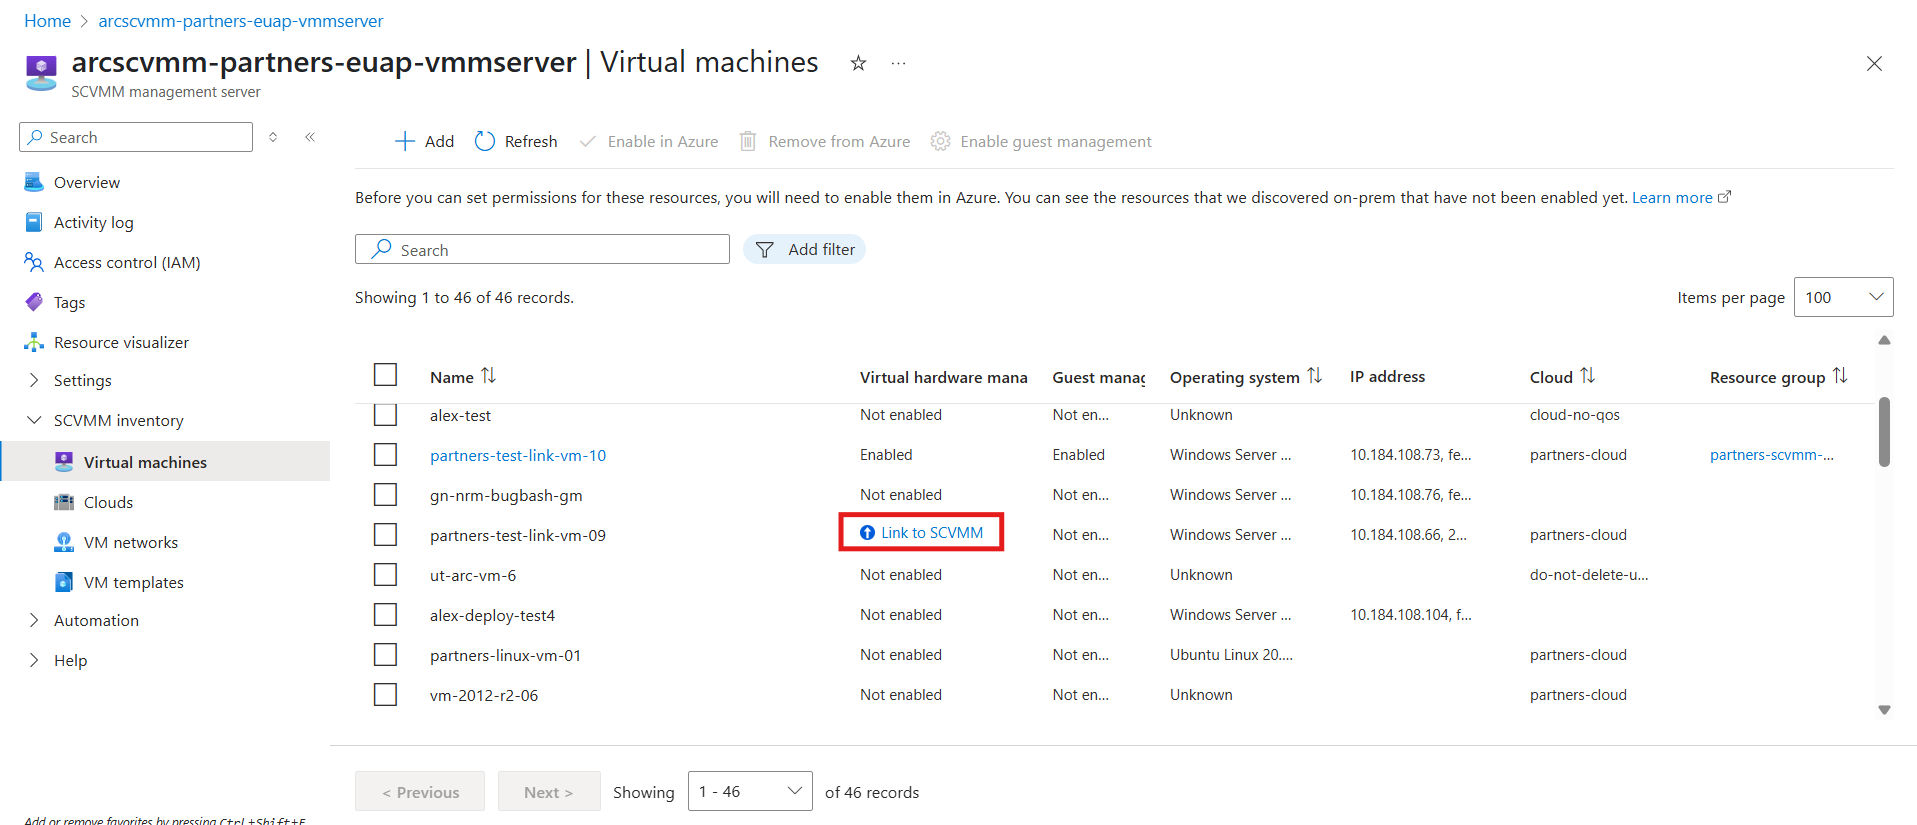 Home > arcscvmm-partners-euap-vmmserver
arcscvmm-partners-euap-vmmserver | Virtual machines
SCVMM management server
Search
Overview
Activity log
Access control (IAM)
Tags
Resource visualizer
Settings
SCVMM inventory
Virtual machines
Clouds
VM networks
VM templates
Automation
Help
Add or remove favorites by pressing Ctrl+Shift+F
Add Refresh Enable in Azure Remove from Azure Enable guest management
Before you can set permissions for these resources, you will need to enable them in Azure. You can see the resources that we discovered on-prem that have not been enabled yet. Learn more
Search Add filter
Showing 1 to 46 of 46 records. Items per page 100
Name Virtual hardware mana Guest manag Operating system IP address Cloud Resource group
alex-test Not enabled Not en... Unknown cloud-no-qos
partners-test-link-vm-10 Enabled Enabled Windows Server ... 10.184.108.73, fe... partners-cloud partners-scvmm-...
gn-nrm-bugbash-gm Not enabled Not en... Windows Server ... 10.184.108.76, fe...
partners-test-link-vm-09 Link to SCVMM Not en... Windows Server ... 10.184.108.66, 2... partners-cloud
ut-arc-vm-6 Not enabled Not en... Unknown do-not-delete-u...
alex-deploy-test4 Not enabled Not en... Windows Server ... 10.184.108.104, f...
partners-linux-vm-01 Not enabled Not en... Ubuntu Linux 20.... partners-cloud
vm-2012-r2-06 Not enabled Not en... Unknown partners-cloud
< Previous Next > Showing 1 - 46 of 46 records